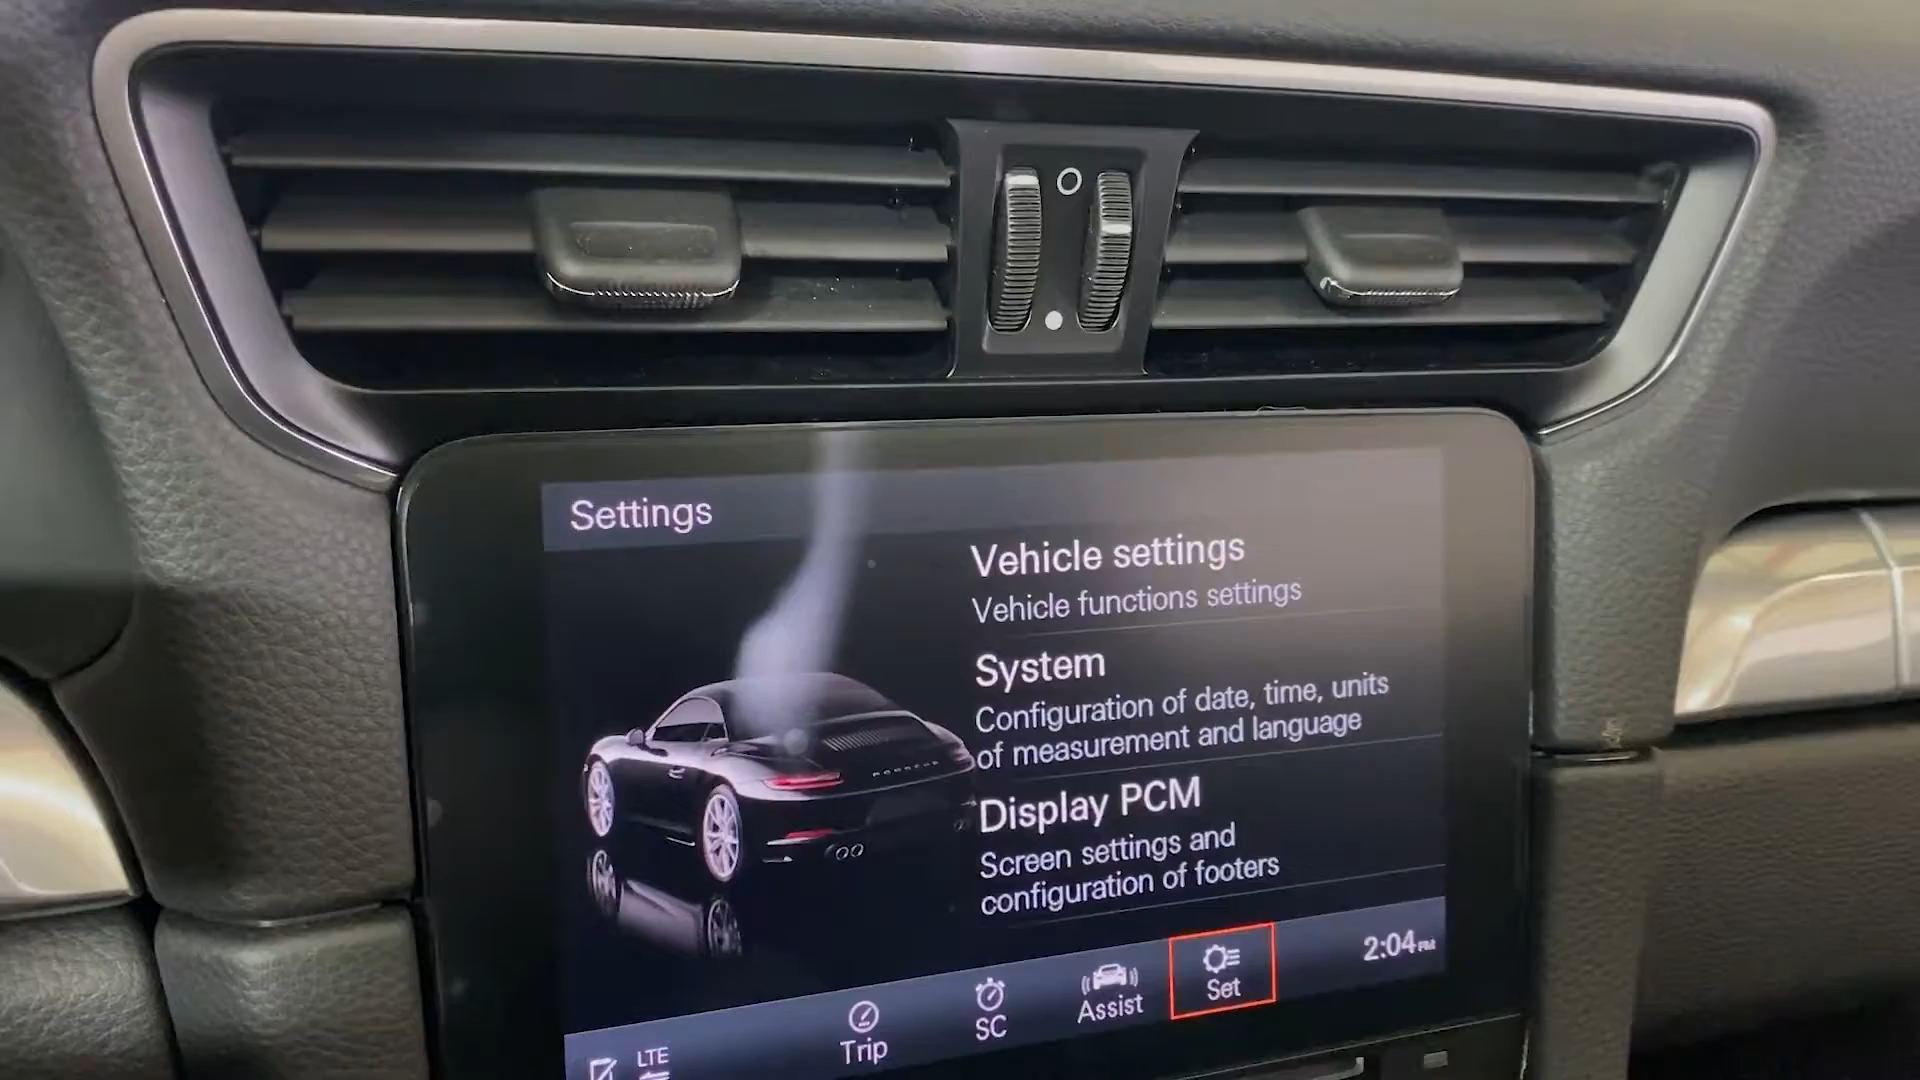 Settings
Vehicle settings
Vehicle functions settings
System
Configuration of date, time, units
of measurement and language
Display PCM
Screen settings and
configuration of footers
PORSCHE
LTE
Trip
SC
Assist
Set
2:04 PM